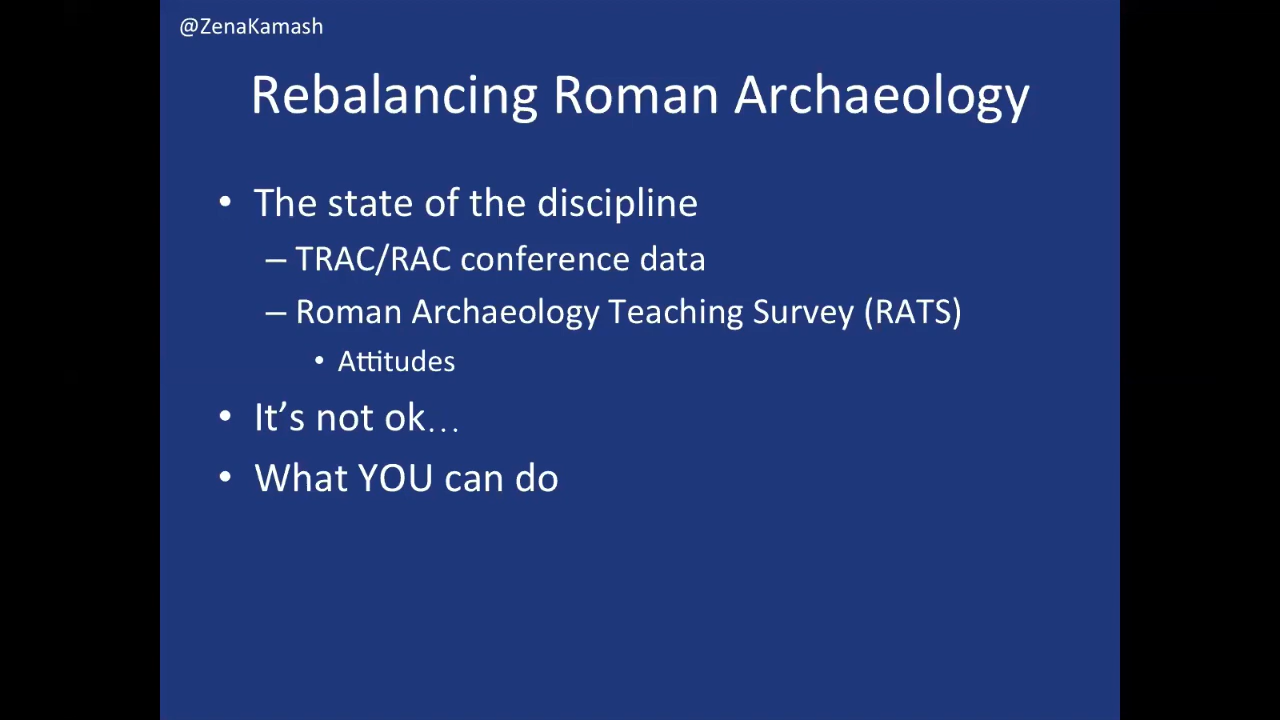 @ZenaKamash
Rebalancing Roman Archaeology
• The state of the discipline
– TRAC/RAC conference data
– Roman Archaeology Teaching Survey (RATS)
• Attitudes
• It’s not ok…
• What YOU can do